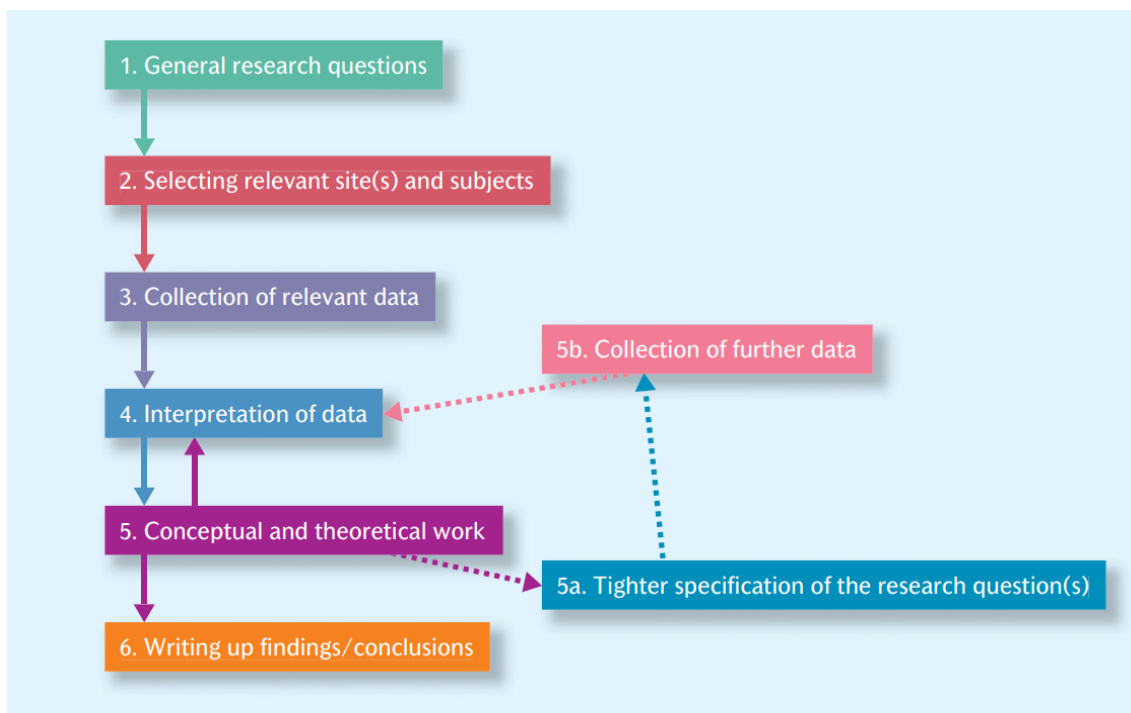 1. General research questions
2. Selecting relevant site(s) and subjects
3. Collection of relevant data
5b. Collection of further data
4. Interpretation of data
5. Conceptual and theoretical work
5a. Tighter specification of the research question(s)
6. Writing up findings/conclusions